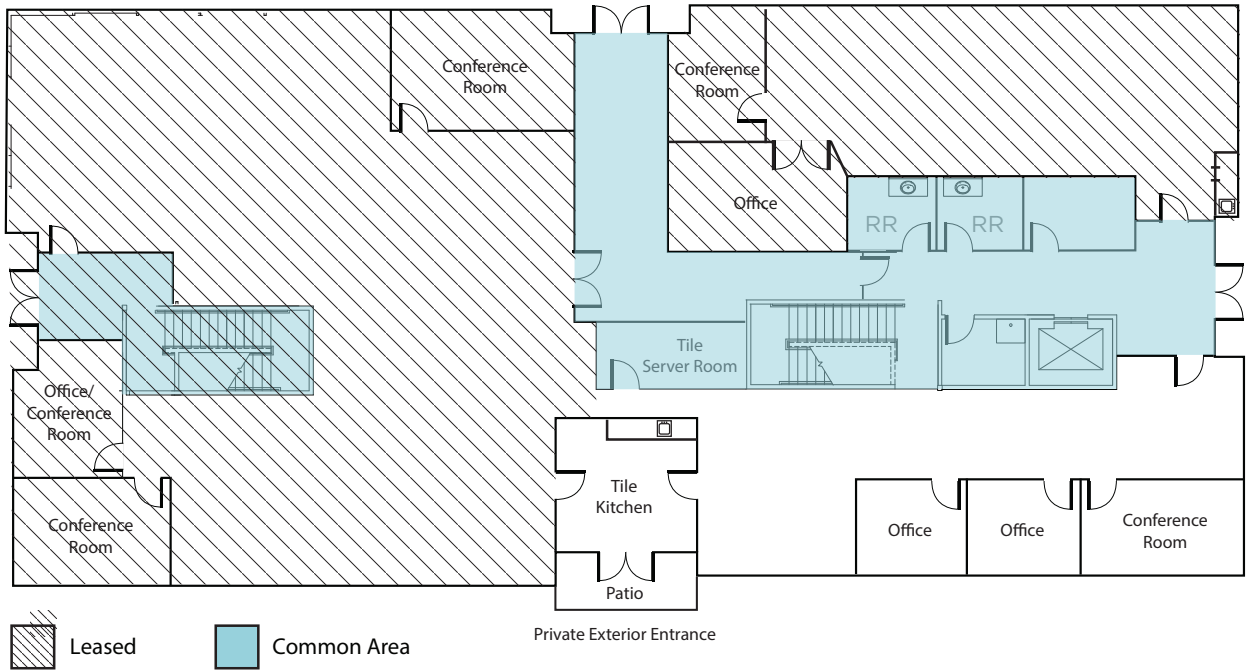 Conference
Room
Conference
Room
Office
RR
RR
Tile
Server Room
Office/
Conference
Room
Tile
Kitchen
Conference
Room
Office
Office
Conference
Room
Patio
Private Exterior Entrance
Leased
Common Area